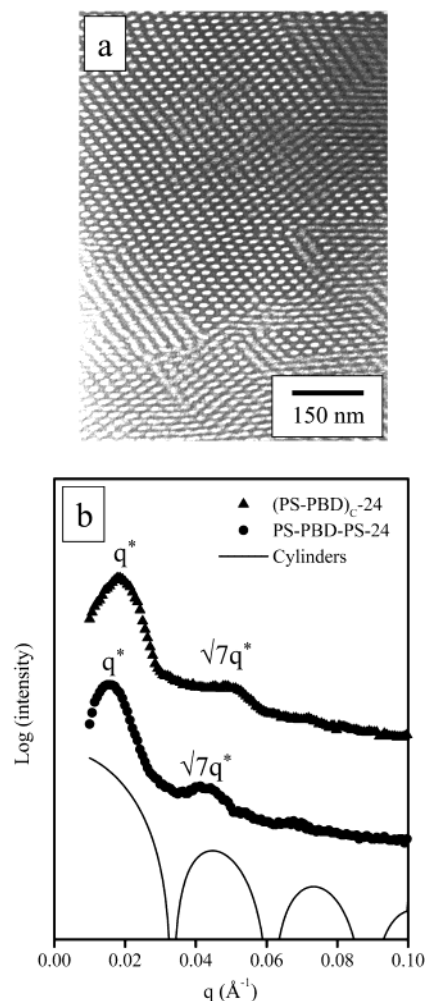 a
150 nm
b
(PS-PBD)C-24
PS-PBD-PS-24
Cylinders
q*
q*
√7q*
√7q*
Log (intensity)
0.00 0.02 0.04 0.06 0.08 0.10
q (Å-1)